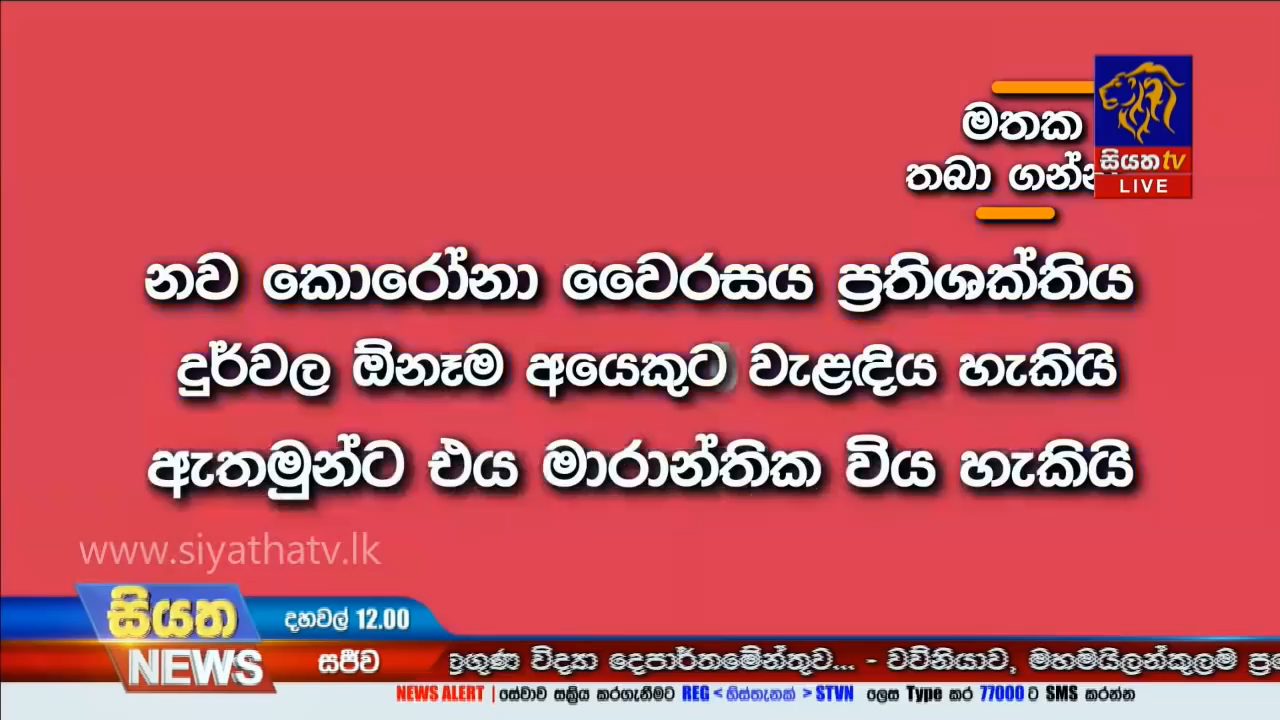 මතක
තබා ගන්න
සියත tv
LIVE
නව කොරෝනා වෛරසය ප්‍රතිශක්තිය
දුර්වල ඕනෑම අයෙකුට වැළඳිය හැකියි
ඇතමුන්ට එය මාරාන්තික විය හැකියි
www.siyathatv.lk
සියත දහවල් 12.00
NEWS සජීව විද්‍යා දෙපාර්තමේන්තුව... - වව්නියාව, මහමයිලන්කුලම
NEWS ALERT | සේවාව සක්‍රිය කරගැනීමට REG < හිස්තැනක් > STVN ලෙස Type කර 77000 ට SMS කරන්න